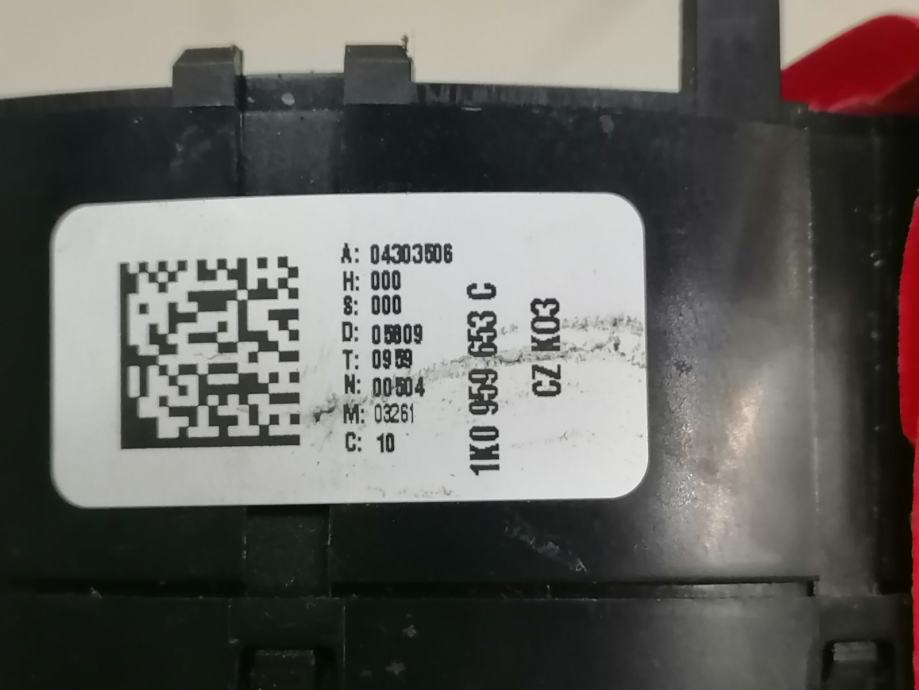 A: 04303506
H: 000
S: 000
D: 05809
T: 0959
N: 00504
M: 03261
C: 10
1K0 959 653 C
CZ K03